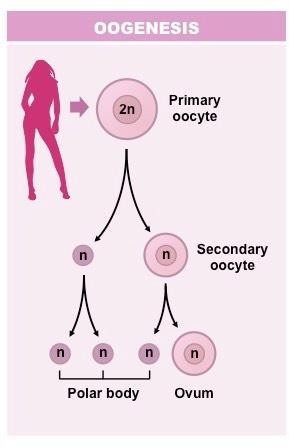 OOGENESIS
2n
Primary
oocyte
n
n
Secondary
oocyte
n
n
n
n
Polar body
Ovum